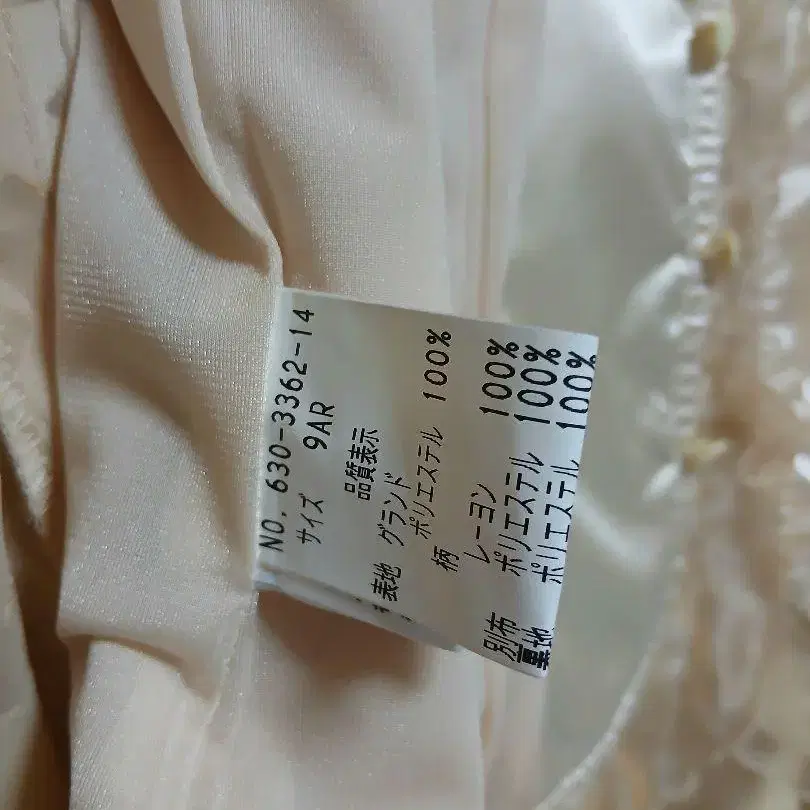 NO. 630-3362-14
サイズ 9AR
品質表示
表地 グランド
ポリエステル 100%
柄
レーヨン 100%
別布 ポリエステル 100%
裏地 ポリエステル 100%